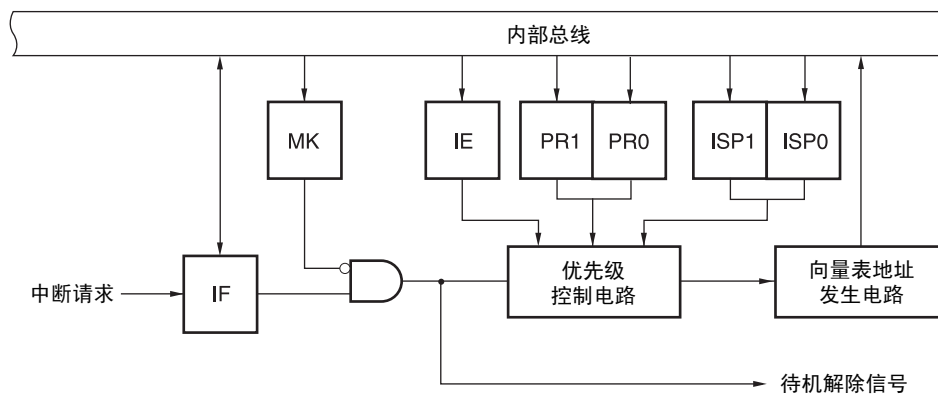 内部总线
MK
IE
PR1
PR0
ISP1
ISP0
中断请求
IF
优先级
控制电路
向量表地址
发生电路
待机解除信号